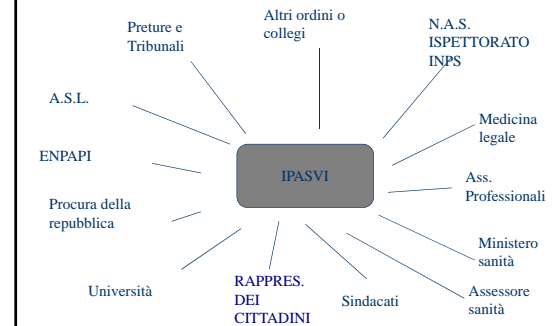 Altri ordini o
collegi
Preture e
Tribunali
N.A.S.
ISPETTORATO
INPS
A.S.L.
Medicina
legale
ENPAPI
IPASVI
Ass.
Professionali
Procura della
repubblica
Ministero
sanità
Università
RAPPRES.
DEI
CITTADINI
Sindacati
Assessore
sanità